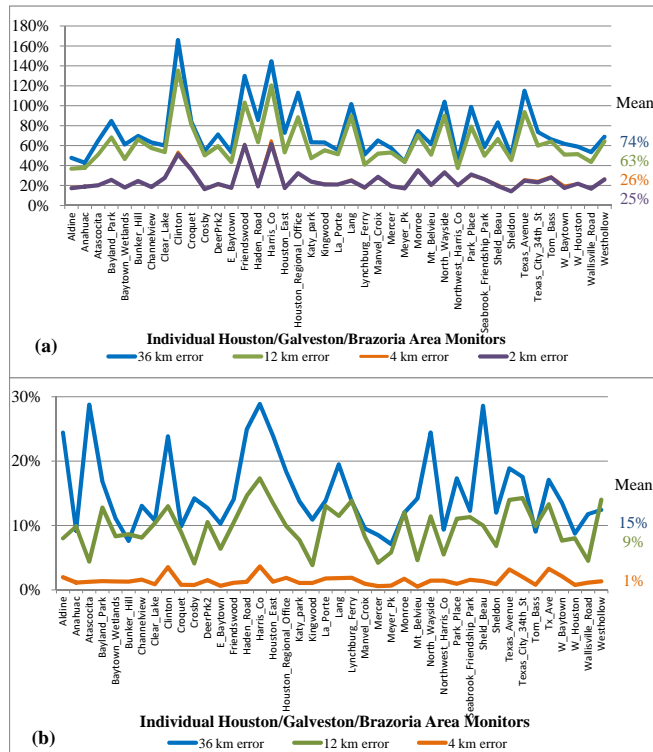 180%
160%
140%
120%
100%
80%
60%
40%
20%
0%
Mean
74%
63%
26%
25%
Aldine
Anahuac
Atascocita
Bayland_Park
Baytown_Wetlands
Bunker_Hill
Channelview
Clear_Lake
Clinton
Croquet
Crosby
DeerPrk2
E_Baytown
Friendswood
Haden_Road
Harris_Co
Houston_East
Houston_Regional_Office
Katy_park
Kingwood
La_Porte
Lang
Lynchburg_Ferry
Manvel_Croix
Mercer
Meyer_Pk
Monroe
Mt_Belvieu
North_Wayside
Northwest_Harris_Co
Park_Place
Seabrook_Friendship_Park
Sheld_Beau
Sheldon
Texas_Avenue
Texas_City_34th_St
Tom_Bass
W_Baytown
W_Houston
Wallisville_Road
Westhollow
Individual Houston/Galveston/Brazoria Area Monitors
(a)
36 km error
12 km error
4 km error
2 km error
30%
20%
10%
0%
Mean
15%
9%
1%
Aldine
Anahuac
Atascocita
Bayland_Park
Baytown_Wetlands
Bunker_Hill
Channelview
Clear_Lake
Clinton
Croquet
Crosby
DeerPrk2
E_Baytown
Friendswood
Haden_Road
Harris_Co
Houston_East
Houston_Regional_Office
Katy_park
Kingwood
La_Porte
Lang
Lynchburg_Ferry
Manvel_Croix
Mercer
Meyer_Pk
Monroe
Mt_Belvieu
North_Wayside
Northwest_Harris_Co
Park_Place
Seabrook_Friendship_Park
Sheld_Beau
Sheldon
Texas_Avenue
Texas_City_34th_St
Tom_Bass
Tx_Ave
W_Baytown
W_Houston
Wallisville_Road
Westhollow
Individual Houston/Galveston/Brazoria Area Monitors
(b)
36 km error
12 km error
4 km error